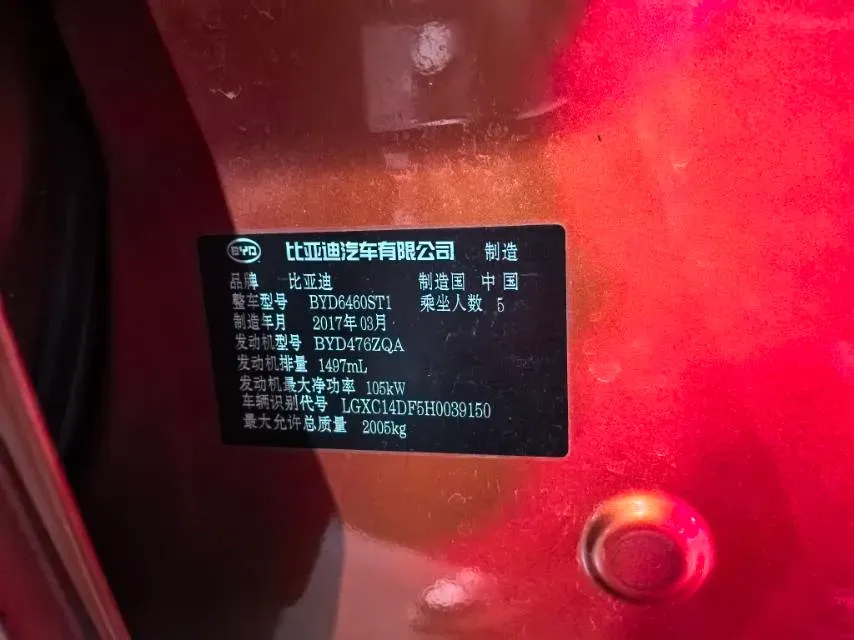 BYD 比亚迪汽车有限公司 制造
品牌 比亚迪 制造国 中国
整车型号 BYD6460ST1 乘坐人数 5
制造年月 2017年03月
发动机型号 BYD476ZQA
发动机排量 1497mL
发动机最大净功率 105kW
车辆识别代号 LGXC14DF5H0039150
最大允许总质量 2005kg